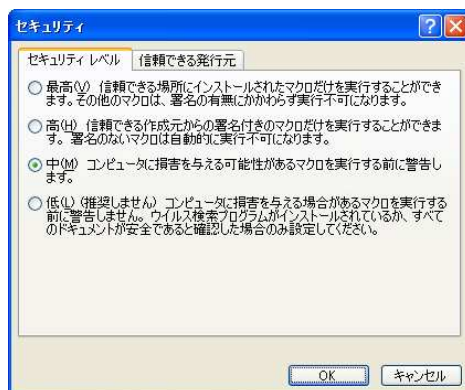 セキュリティ
セキュリティ レベル
信頼できる発行元
最高(V) 信頼できる場所にインストールされたマクロだけを実行することができ
ます。その他のマクロは、署名の有無にかかわらず実行不可になります。
高(H) 信頼できる作成元からの署名付きのマクロだけを実行することができま
す。署名のないマクロは自動的に実行不可になります。
中(M) コンピュータに損害を与える可能性があるマクロを実行する前に警告し
ます。
低(L) (推奨しません) コンピュータに損害を与える場合があるマクロを実行する
前に警告しません。ウイルス検索プログラムがインストールされているか、すべて
のドキュメントが安全であると確認した場合のみ設定してください。
OK
キャンセル